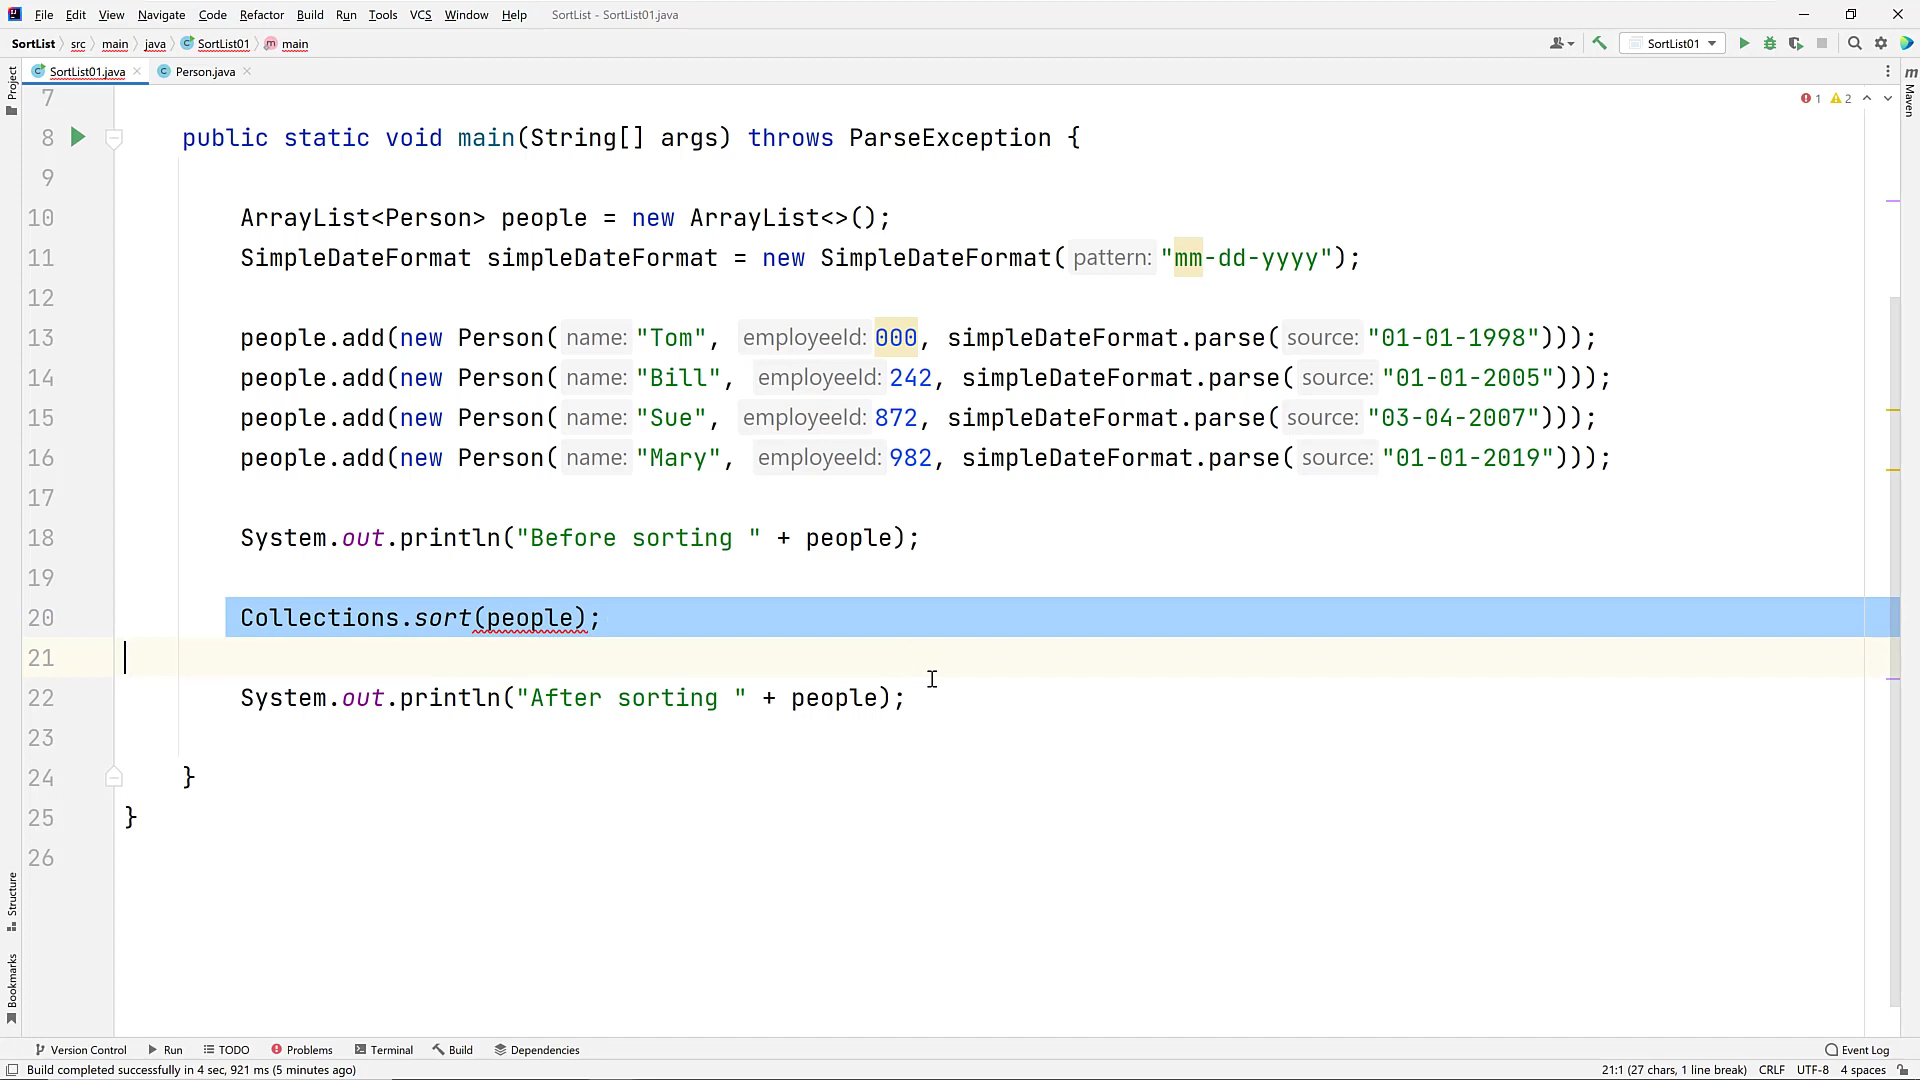 File Edit View Navigate Code Refactor Build Run Tools VCS Window Help SortList - SortList01.java
SortList src main java SortList01 main SortList01
SortList01.java Person.java
Project
Maven
1 2
7
8 public static void main(String[] args) throws ParseException {
9
10 ArrayList<Person> people = new ArrayList<>();
11 SimpleDateFormat simpleDateFormat = new SimpleDateFormat( pattern: "mm-dd-yyyy");
12
13 people.add(new Person( name: "Tom", employeeId: 000, simpleDateFormat.parse( source: "01-01-1998")));
14 people.add(new Person( name: "Bill", employeeId: 242, simpleDateFormat.parse( source: "01-01-2005")));
15 people.add(new Person( name: "Sue", employeeId: 872, simpleDateFormat.parse( source: "03-04-2007")));
16 people.add(new Person( name: "Mary", employeeId: 982, simpleDateFormat.parse( source: "01-01-2019")));
17
18 System.out.println("Before sorting " + people);
19
20 Collections.sort(people);
21
22 System.out.println("After sorting " + people);
23
24 }
25 }
26
Structure
Bookmarks
Version Control Run TODO Problems Terminal Build Dependencies Event Log
Build completed successfully in 4 sec, 921 ms (5 minutes ago) 21:1 (27 chars, 1 line break) CRLF UTF-8 4 spaces